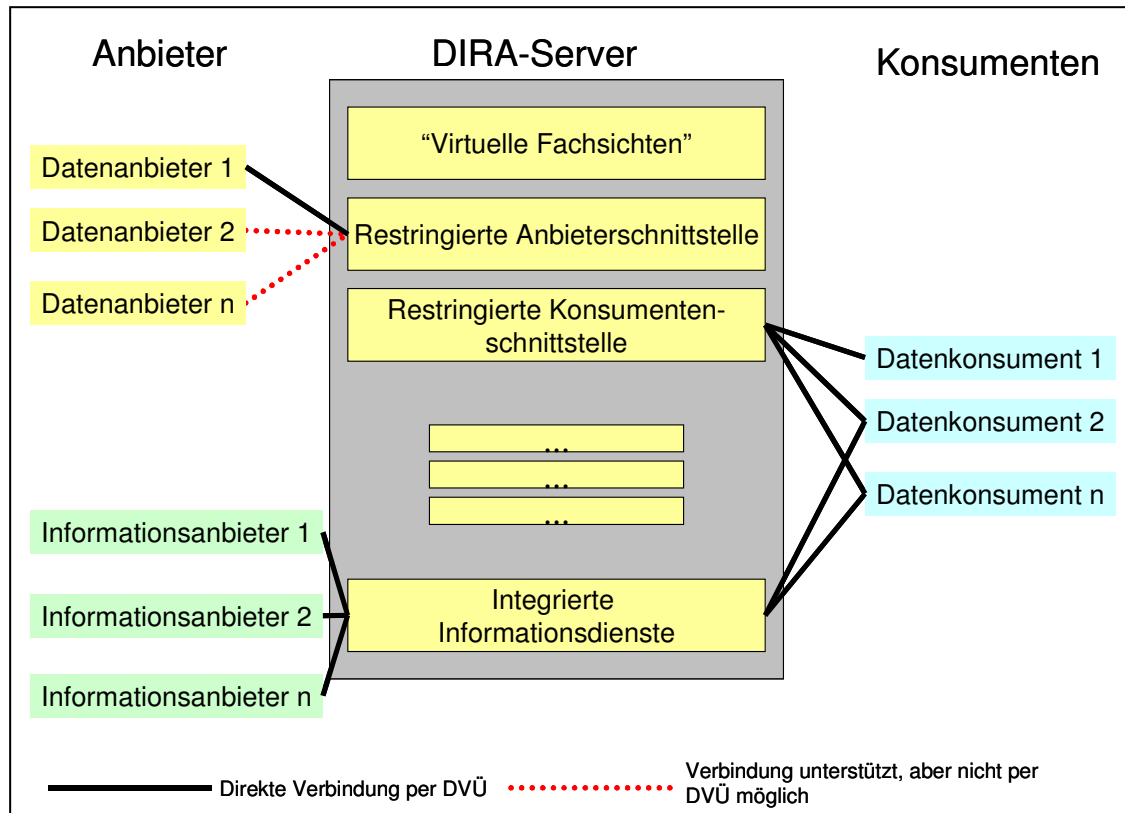 Anbieter
DIRA-Server
Konsumenten
“Virtuelle Fachsichten”
Datenanbieter 1
Datenanbieter 2
Datenanbieter n
Restringierte Anbieterschnittstelle
Restringierte Konsumenten-
schnittstelle
Datenkonsument 1
Datenkonsument 2
Datenkonsument n
...
...
...
Informationsanbieter 1
Informationsanbieter 2
Informationsanbieter n
Integrierte
Informationsdienste
Direkte Verbindung per DVÜ
Verbindung unterstützt, aber nicht per
DVÜ möglich